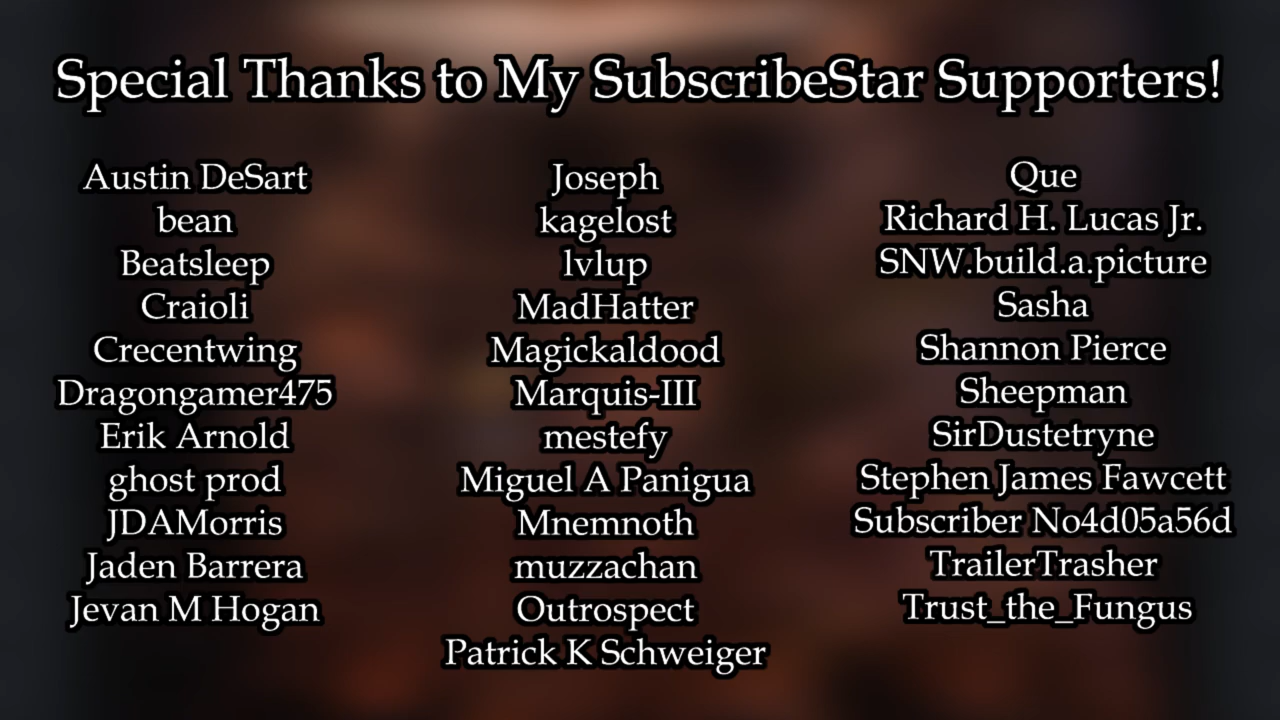 Special Thanks to My SubscribeStar Supporters!
Austin DeSart
bean
Beatsleep
Craioli
Crecentwing
Dragongamer475
Erik Arnold
ghost prod
JDAMorris
Jaden Barrera
Jevan M Hogan
Joseph
kagelost
lvlup
MadHatter
Magickaldood
Marquis-III
mestefy
Miguel A Panigua
Mnemnoth
muzzachan
Outrospect
Patrick K Schweiger
Que
Richard H. Lucas Jr.
SNW.build.a.picture
Sasha
Shannon Pierce
Sheepman
SirDustetryne
Stephen James Fawcett
Subscriber No4d05a56d
TrailerTrasher
Trust_the_Fungus